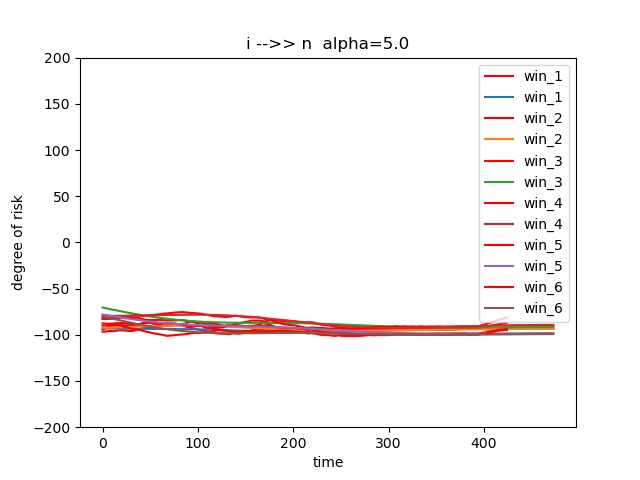 i -->> n  alpha=5.0
degree of risk
200
150
100
50
0
−50
−100
−150
−200
0 100 200 300 400
time
win_1
win_1
win_2
win_2
win_3
win_3
win_4
win_4
win_5
win_5
win_6
win_6